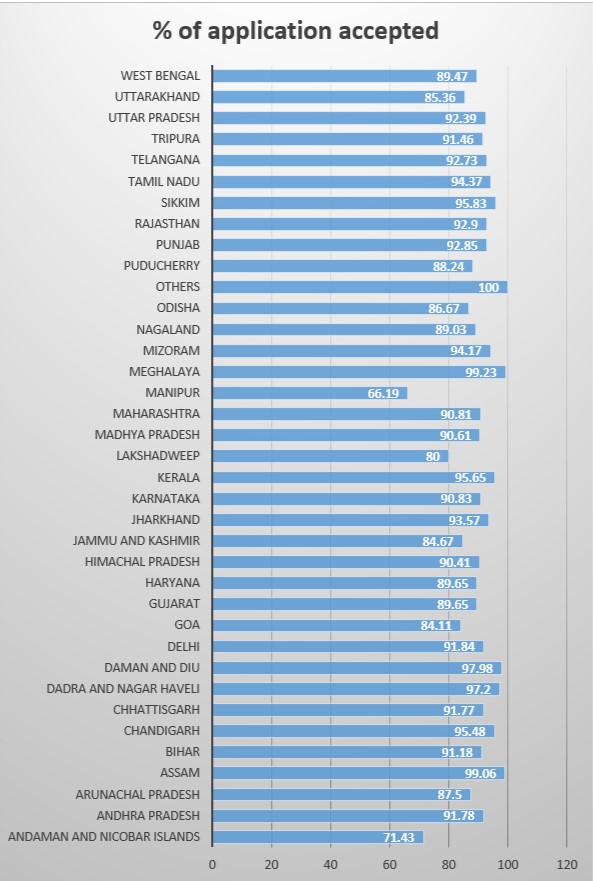 % of application accepted
WEST BENGAL 89.47
UTTARAKHAND 85.36
UTTAR PRADESH 92.39
TRIPURA 91.46
TELANGANA 92.73
TAMIL NADU 94.37
SIKKIM 95.83
RAJASTHAN 92.9
PUNJAB 92.85
PUDUCHERRY 88.24
OTHERS 100
ODISHA 86.67
NAGALAND 89.03
MIZORAM 94.17
MEGHALAYA 99.23
MANIPUR 66.19
MAHARASHTRA 90.81
MADHYA PRADESH 90.61
LAKSHADWEEP 80
KERALA 95.65
KARNATAKA 90.83
JHARKHAND 93.57
JAMMU AND KASHMIR 84.67
HIMACHAL PRADESH 90.41
HARYANA 89.65
GUJARAT 89.65
GOA 84.11
DELHI 91.84
DAMAN AND DIU 97.98
DADRA AND NAGAR HAVELI 97.2
CHHATTISGARH 91.77
CHANDIGARH 95.48
BIHAR 91.18
ASSAM 99.06
ARUNACHAL PRADESH 87.5
ANDHRA PRADESH 91.78
ANDAMAN AND NICOBAR ISLANDS 71.43
0 20 40 60 80 100 120